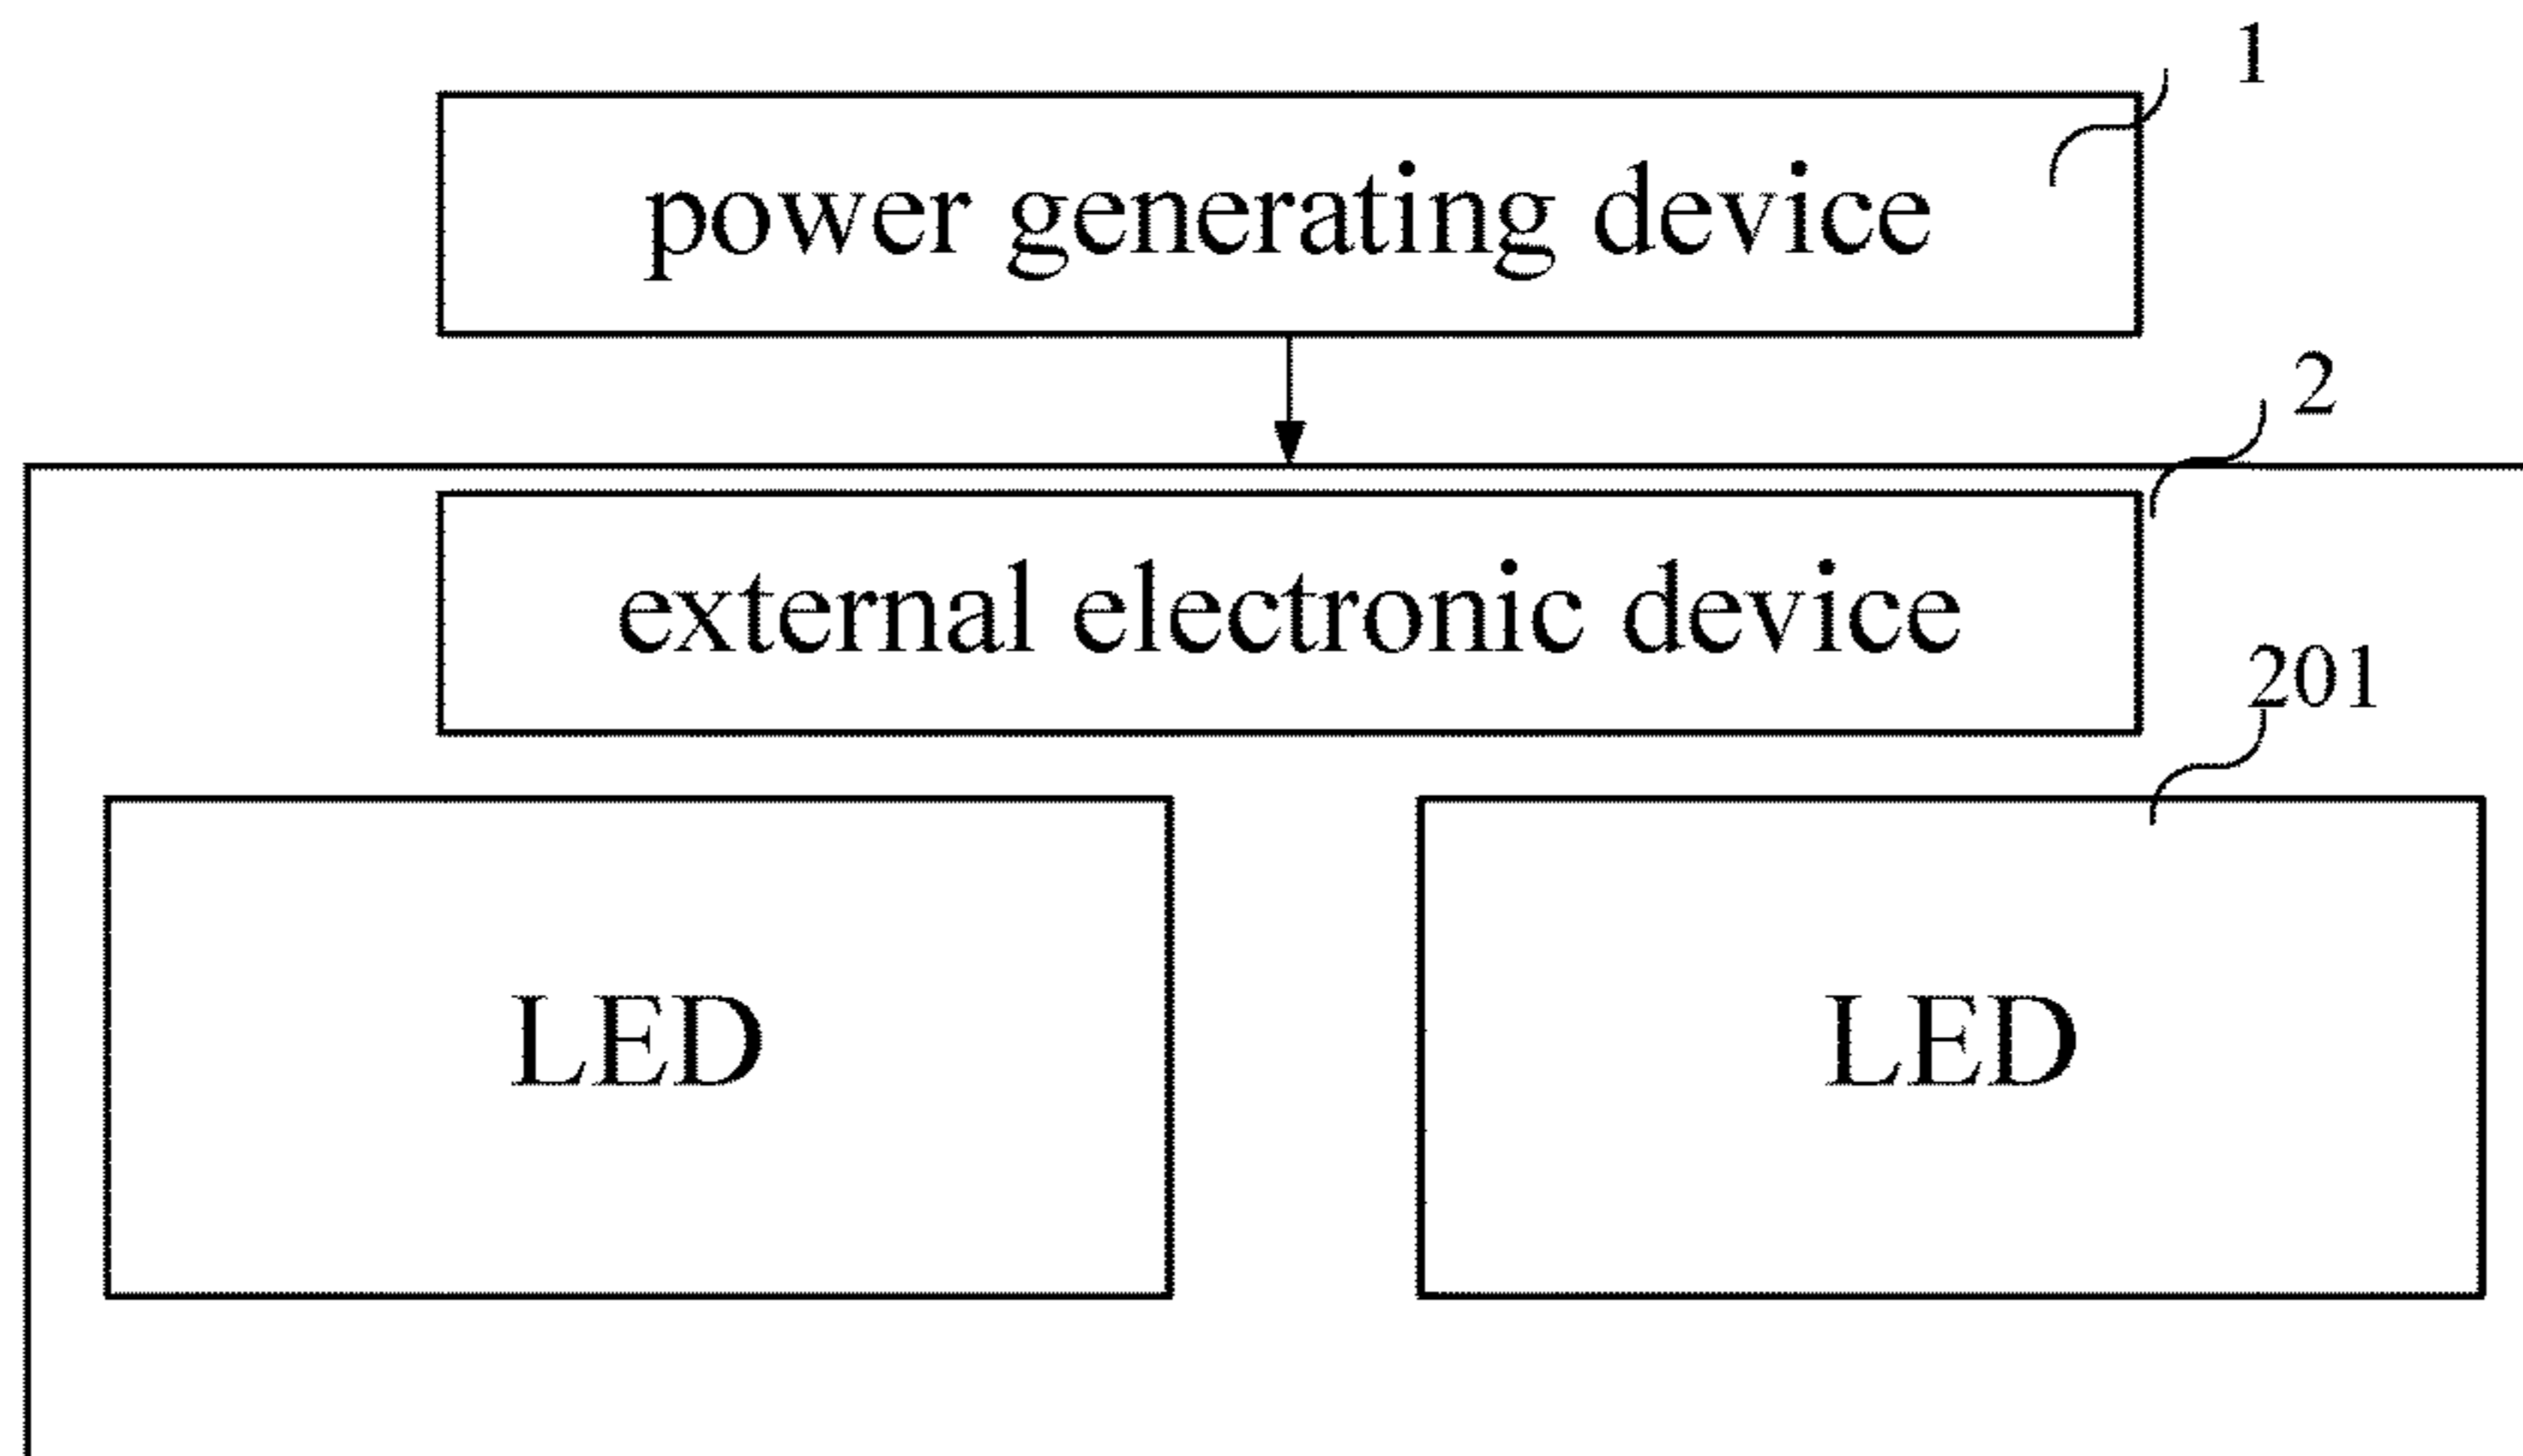 1
power generating device
2
external electronic device
201
LED
LED